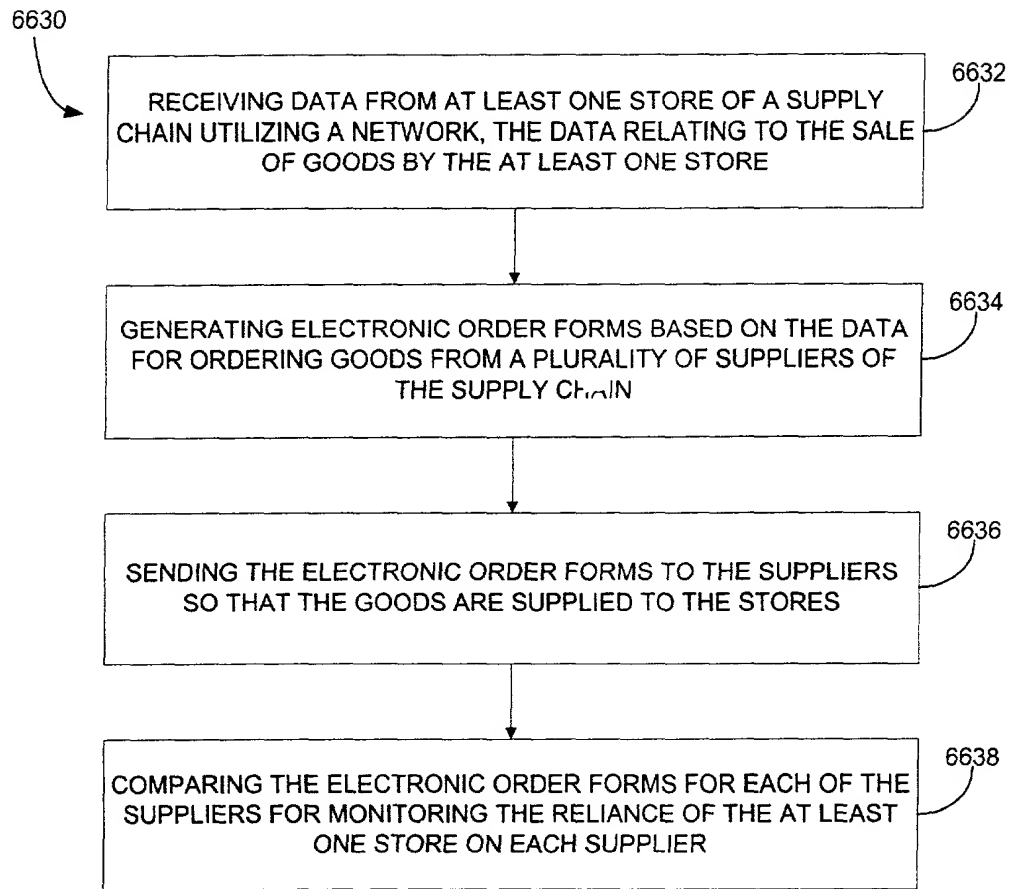 6630
6632
RECEIVING DATA FROM AT LEAST ONE STORE OF A SUPPLY
CHAIN UTILIZING A NETWORK, THE DATA RELATING TO THE SALE
OF GOODS BY THE AT LEAST ONE STORE
6634
GENERATING ELECTRONIC ORDER FORMS BASED ON THE DATA
FOR ORDERING GOODS FROM A PLURALITY OF SUPPLIERS OF
THE SUPPLY CHAIN
6636
SENDING THE ELECTRONIC ORDER FORMS TO THE SUPPLIERS
SO THAT THE GOODS ARE SUPPLIED TO THE STORES
6638
COMPARING THE ELECTRONIC ORDER FORMS FOR EACH OF THE
SUPPLIERS FOR MONITORING THE RELIANCE OF THE AT LEAST
ONE STORE ON EACH SUPPLIER